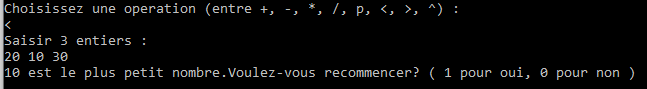 Choisissez une operation (entre +, -, *, /, p, <, >, ^) :
<
Saisir 3 entiers :
20 10 30
10 est le plus petit nombre.Voulez-vous recommencer? ( 1 pour oui, 0 pour non )